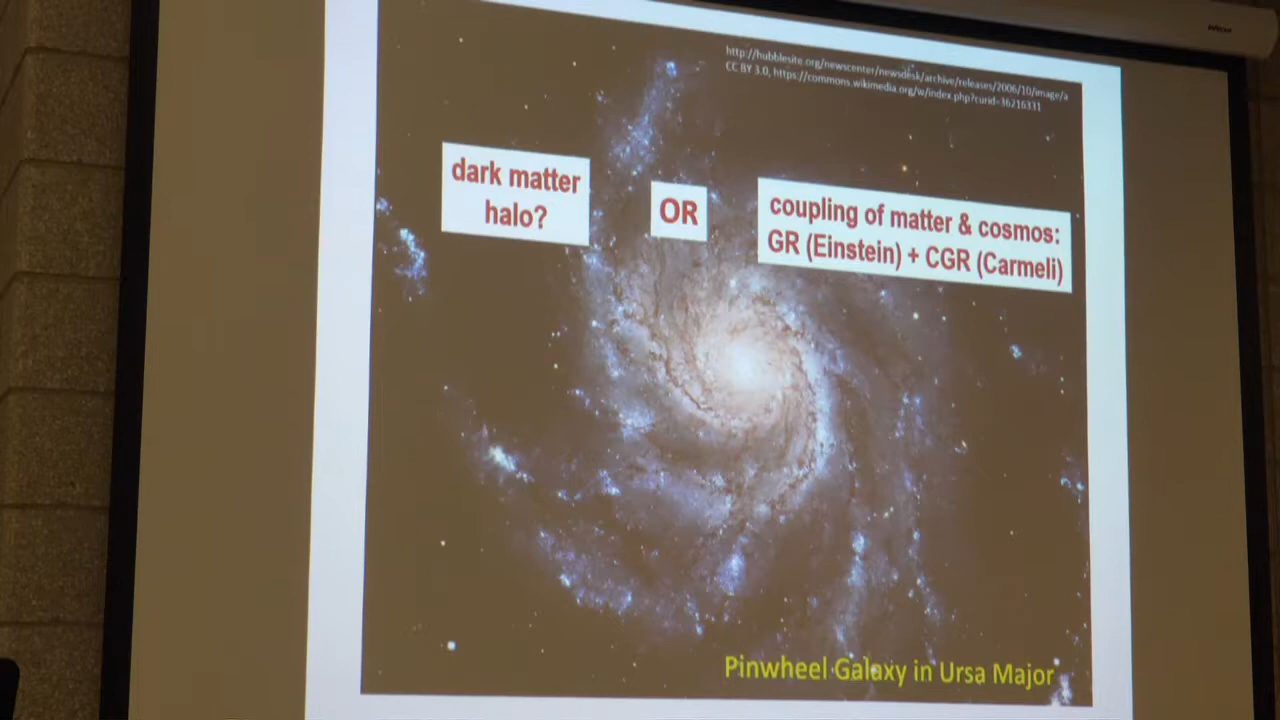 http://hubblesite.org/newscenter/newsdesk/archive/releases/2006/10/image/a
CC BY 3.0, https://commons.wikimedia.org/w/index.php?curid=36216331
dark matter
halo?
OR
coupling of matter & cosmos:
GR (Einstein) + CGR (Carmeli)
Pinwheel Galaxy in Ursa Major